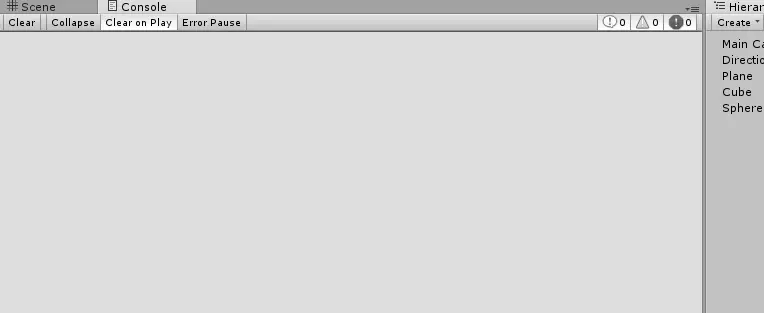 Scene Console
Clear Collapse Clear on Play Error Pause 0 0 0
Hierar
Create
Main Ca
Directio
Plane
Cube
Sphere